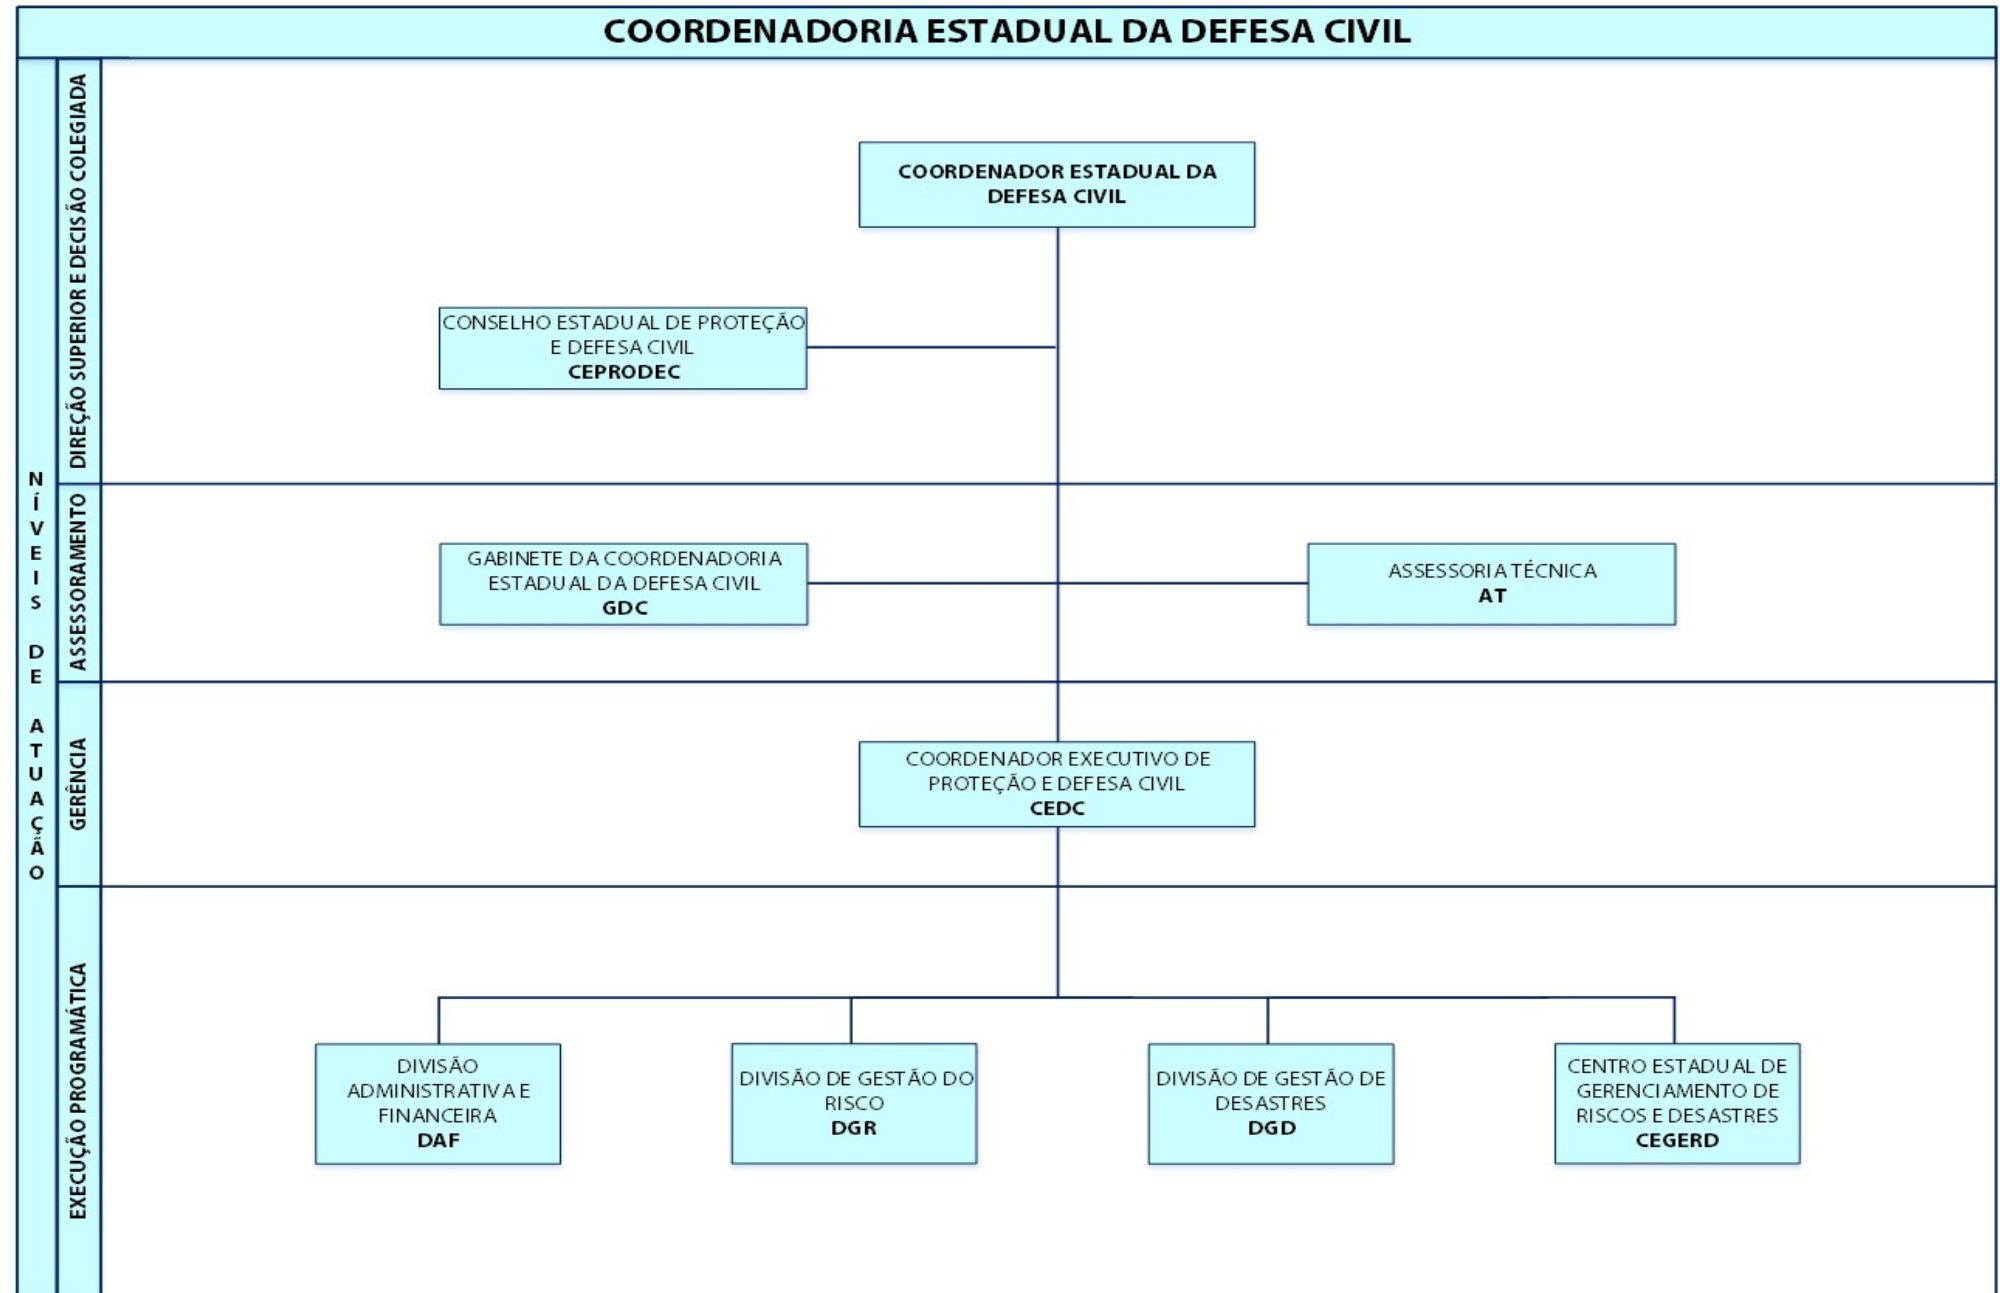 COORDENADORIA ESTADUAL DA DEFESA CIVIL
NÍVEIS DE ATUAÇÃO
DIREÇÃO SUPERIOR E DECISÃO COLEGIADA
COORDENADOR ESTADUAL DA
DEFESA CIVIL
CONSELHO ESTADUAL DE PROTEÇÃO
E DEFESA CIVIL
CEPRODEC
ASSESSORAMENTO
GABINETE DA COORDENADORIA
ESTADUAL DA DEFESA CIVIL
GDC
ASSESSORIA TÉCNICA
AT
GERÊNCIA
COORDENADOR EXECUTIVO DE
PROTEÇÃO E DEFESA CIVIL
CEDC
EXECUÇÃO PROGRAMÁTICA
DIVISÃO
ADMINISTRATIVA E
FINANCEIRA
DAF
DIVISÃO DE GESTÃO DO
RISCO
DGR
DIVISÃO DE GESTÃO DE
DESASTRES
DGD
CENTRO ESTADUAL DE
GERENCIAMENTO DE
RISCOS E DESASTRES
CEGERD